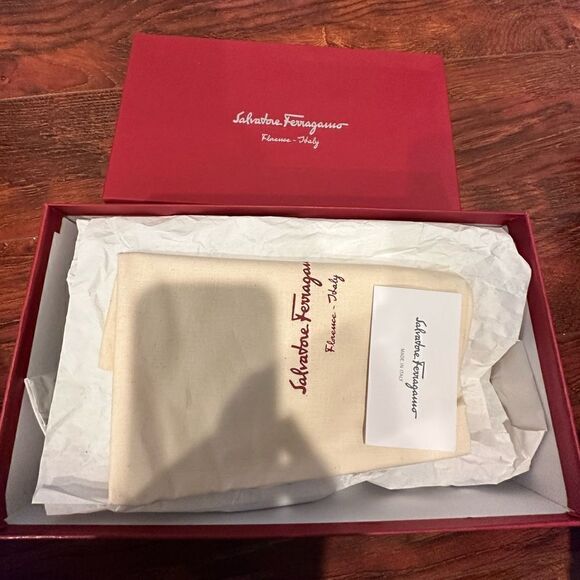 Salvatore Ferragamo
Florence - Italy
Salvatore Ferragamo
Florence - Italy
Salvatore Ferragamo
MADE IN ITALY